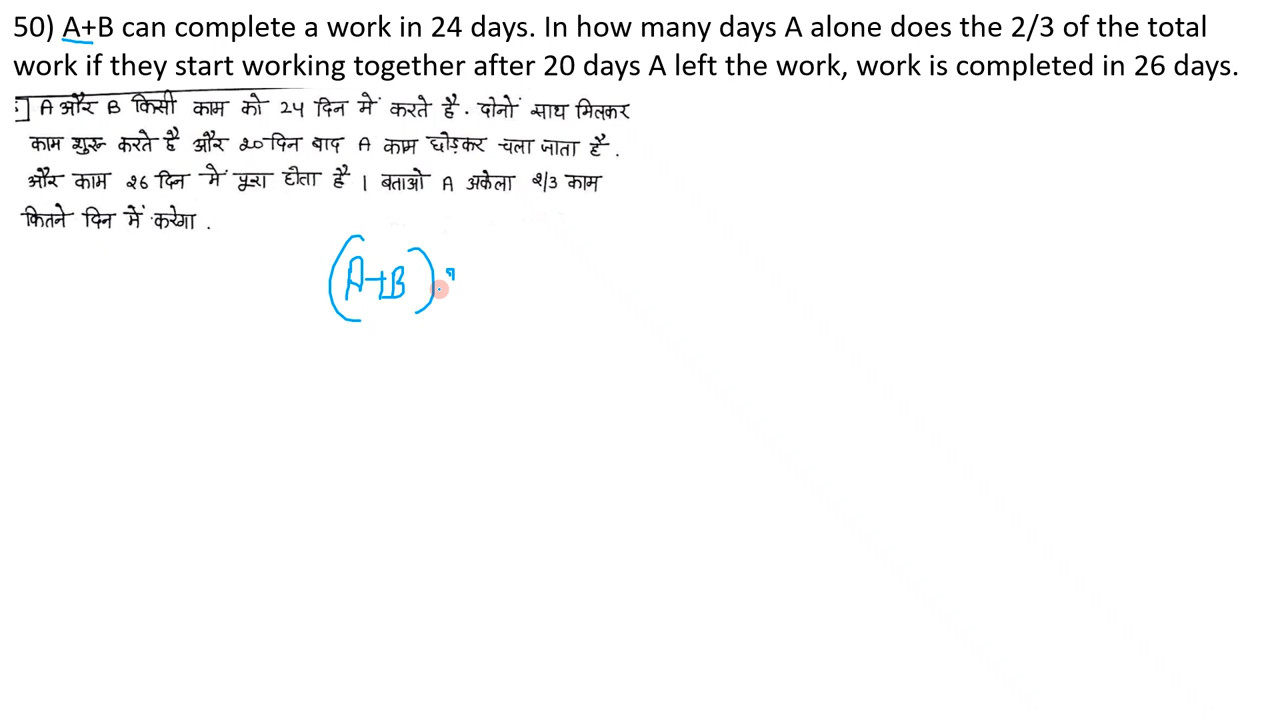 50) A+B can complete a work in 24 days. In how many days A alone does the 2/3 of the total
work if they start working together after 20 days A left the work, work is completed in 26 days.
A और B किसी काम को 24 दिन में करते है. दोनों साथ मिलकर
काम शुरू करते है और 20 दिन बाद A काम छोड़कर चला जाता है.
और काम 26 दिन में पूरा होता है । बताओ A अकेला 2/3 काम
कितने दिन में करेगा.
(A+B)